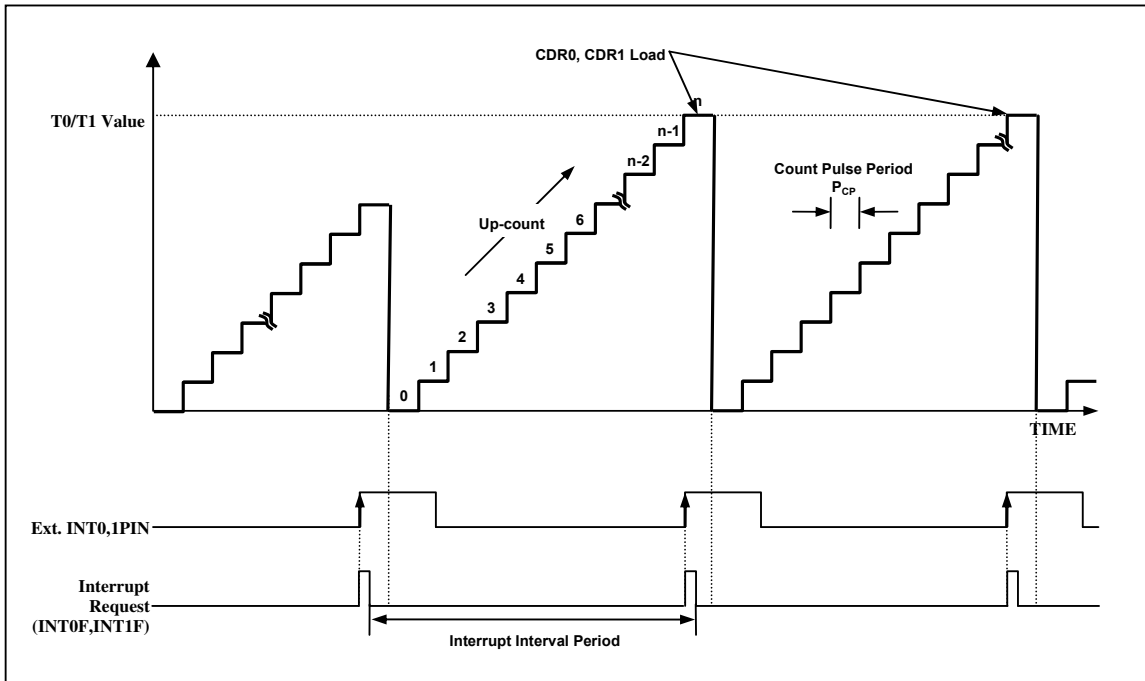 CDR0, CDR1 Load
n
T0/T1 Value
n-1
n-2
Count Pulse Period
PCP
Up-count
6
5
4
3
2
1
0
TIME
Ext. INT0,1PIN
Interrupt
Request
(INT0F,INT1F)
Interrupt Interval Period